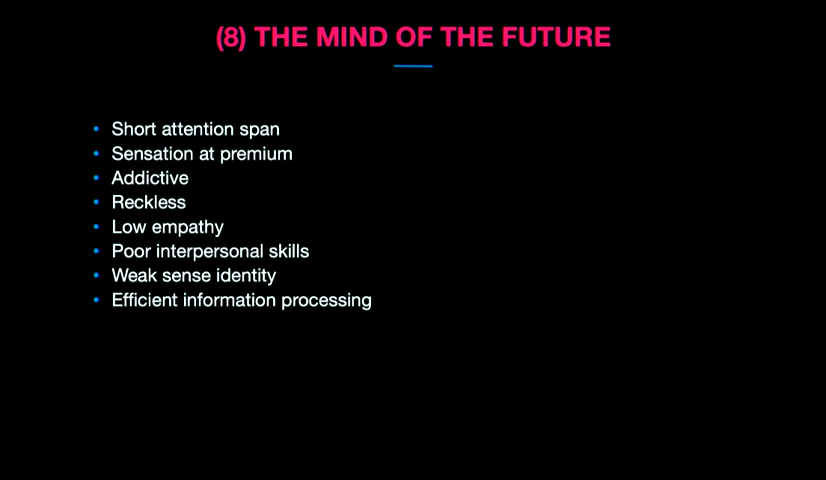 (8) THE MIND OF THE FUTURE
• Short attention span
• Sensation at premium
• Addictive
• Reckless
• Low empathy
• Poor interpersonal skills
• Weak sense identity
• Efficient information processing